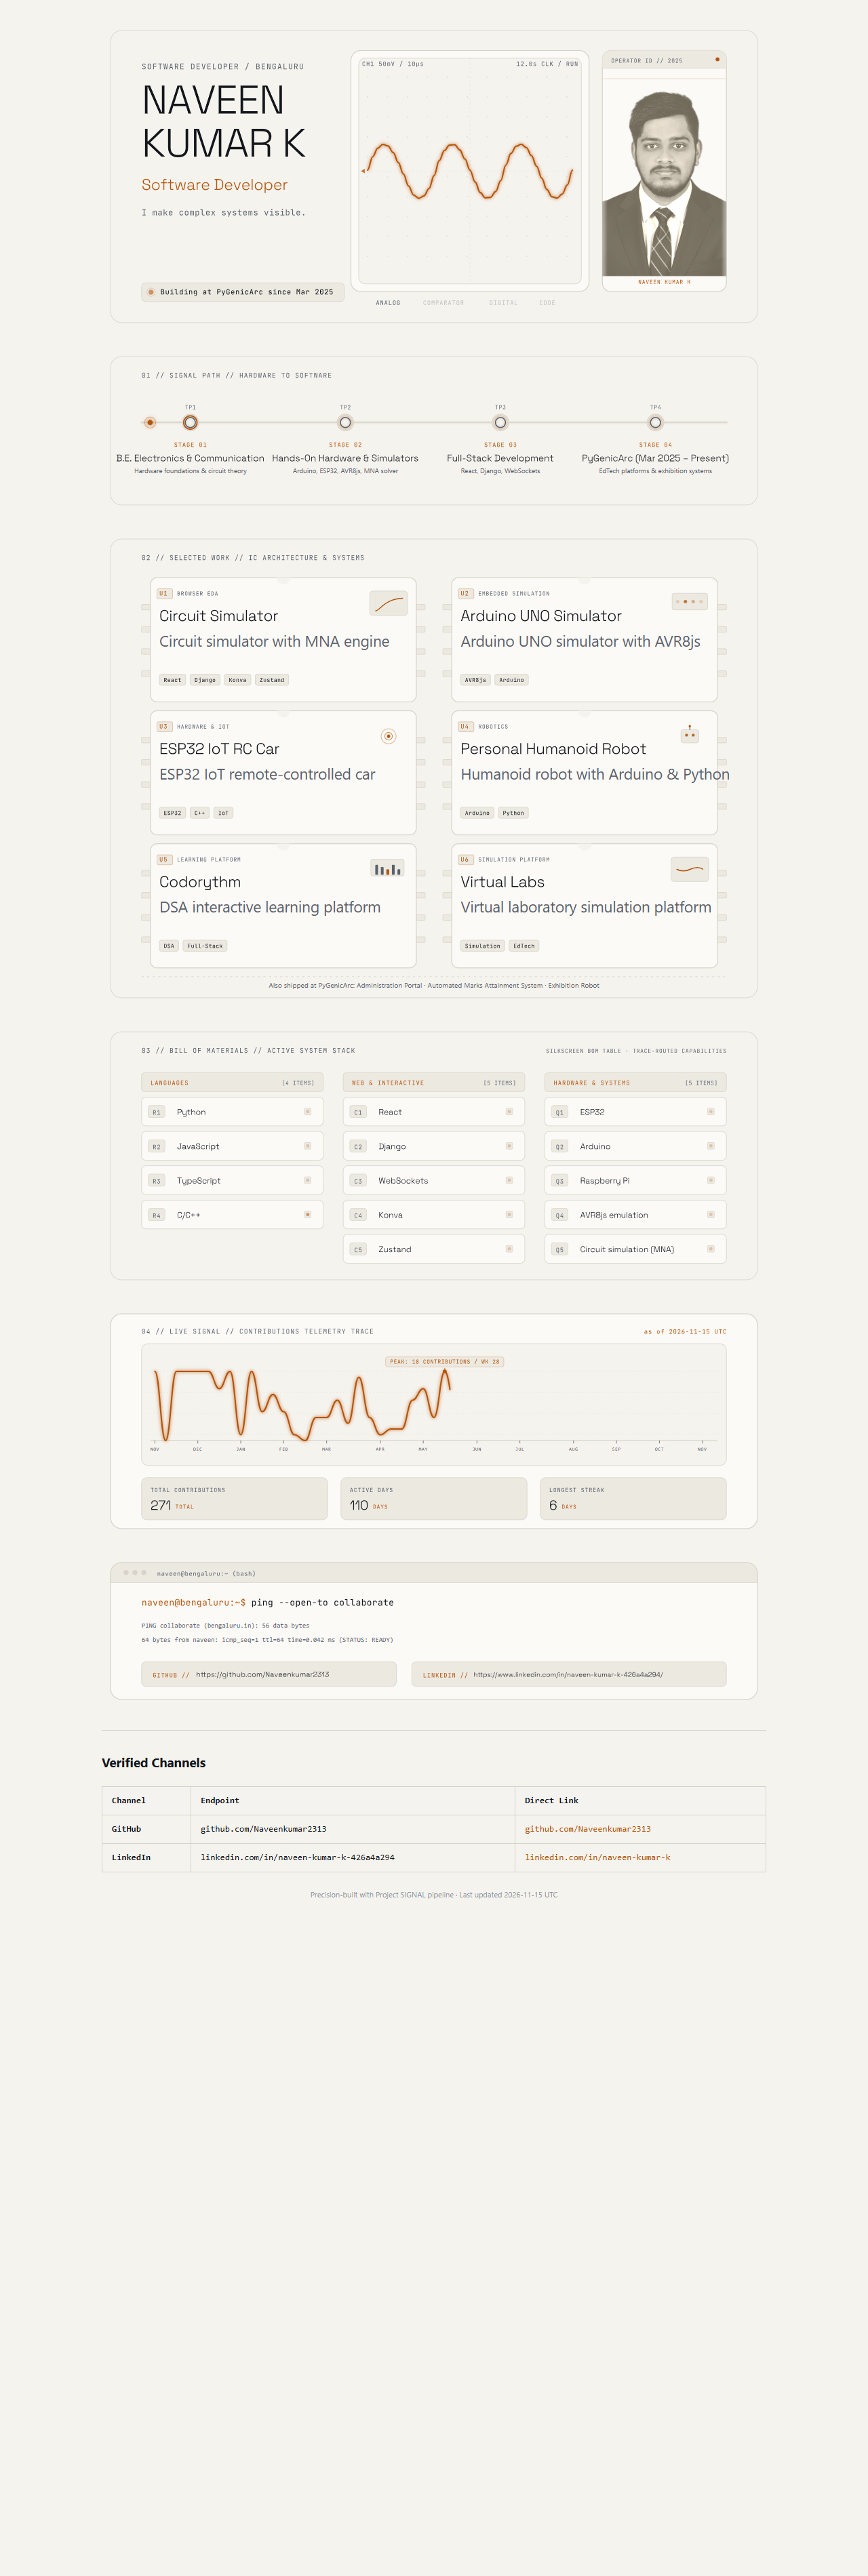 SOFTWARE DEVELOPER / BENGALURU
NAVEEN
KUMAR K
Software Developer
I make complex systems visible.
Building at PyGenicArc since Mar 2025
CH1 50mV / 10µs
12.0s CLK / RUN
ANALOG
COMPARATOR
DIGITAL
CODE
OPERATOR ID // 2025
NAVEEN KUMAR K
01 // SIGNAL PATH // HARDWARE TO SOFTWARE
TP1
TP2
TP3
TP4
STAGE 01
B.E. Electronics & Communication
Hardware foundations & circuit theory
STAGE 02
Hands-On Hardware & Simulators
Arduino, ESP32, AVR8js, MNA solver
STAGE 03
Full-Stack Development
React, Django, WebSockets
STAGE 04
PyGenicArc (Mar 2025 – Present)
EdTech platforms & exhibition systems
02 // SELECTED WORK // IC ARCHITECTURE & SYSTEMS
U1 BROWSER EDA
Circuit Simulator
Circuit simulator with MNA engine
React Django Konva Zustand
U2 EMBEDDED SIMULATION
Arduino UNO Simulator
Arduino UNO simulator with AVR8js
AVR8js Arduino
U3 HARDWARE & IOT
ESP32 IoT RC Car
ESP32 IoT remote-controlled car
ESP32 C++ IoT
U4 ROBOTICS
Personal Humanoid Robot
Humanoid robot with Arduino & Python
Arduino Python
U5 LEARNING PLATFORM
Codorythm
DSA interactive learning platform
DSA Full-Stack
U6 SIMULATION PLATFORM
Virtual Labs
Virtual laboratory simulation platform
Simulation EdTech
Also shipped at PyGenicArc: Administration Portal · Automated Marks Attainment System · Exhibition Robot
03 // BILL OF MATERIALS // ACTIVE SYSTEM STACK
SILKSCREEN BOM TABLE · TRACE-ROUTED CAPABILITIES
LANGUAGES [4 ITEMS]
R1 Python
R2 JavaScript
R3 TypeScript
R4 C/C++
WEB & INTERACTIVE [5 ITEMS]
C1 React
C2 Django
C3 WebSockets
C4 Konva
C5 Zustand
HARDWARE & SYSTEMS [5 ITEMS]
Q1 ESP32
Q2 Arduino
Q3 Raspberry Pi
Q4 AVR8js emulation
Q5 Circuit simulation (MNA)
04 // LIVE SIGNAL // CONTRIBUTIONS TELEMETRY TRACE
as of 2026-11-15 UTC
PEAK: 18 CONTRIBUTIONS / WK 28
NOV DEC JAN FEB MAR APR MAY JUN JUL AUG SEP OCT NOV
TOTAL CONTRIBUTIONS
271 TOTAL
ACTIVE DAYS
110 DAYS
LONGEST STREAK
6 DAYS
naveen@bengaluru:~ (bash)
naveen@bengaluru:~$ ping --open-to collaborate
PING collaborate (bengaluru.in): 56 data bytes
64 bytes from naveen: icmp_seq=1 ttl=64 time=0.042 ms (STATUS: READY)
GITHUB // https://github.com/Naveenkumar2313
LINKEDIN // https://www.linkedin.com/in/naveen-kumar-k-426a4a294/
Verified Channels
Channel Endpoint Direct Link
GitHub github.com/Naveenkumar2313 github.com/Naveenkumar2313
LinkedIn linkedin.com/in/naveen-kumar-k-426a4a294 linkedin.com/in/naveen-kumar-k
Precision-built with Project SIGNAL pipeline · Last updated 2026-11-15 UTC